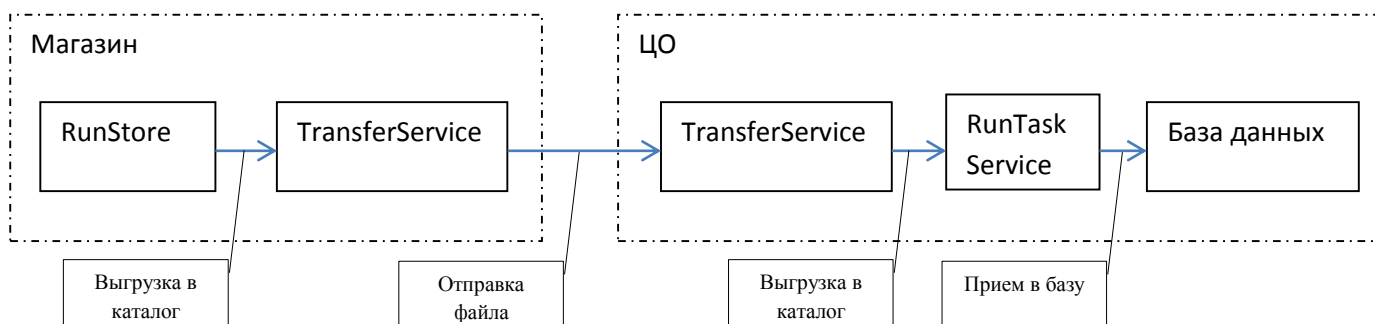 Магазин
ЦО
RunStore
TransferService
TransferService
RunTask
Service
База данных
Выгрузка в
каталог
Отправка
файла
Выгрузка в
каталог
Прием в базу